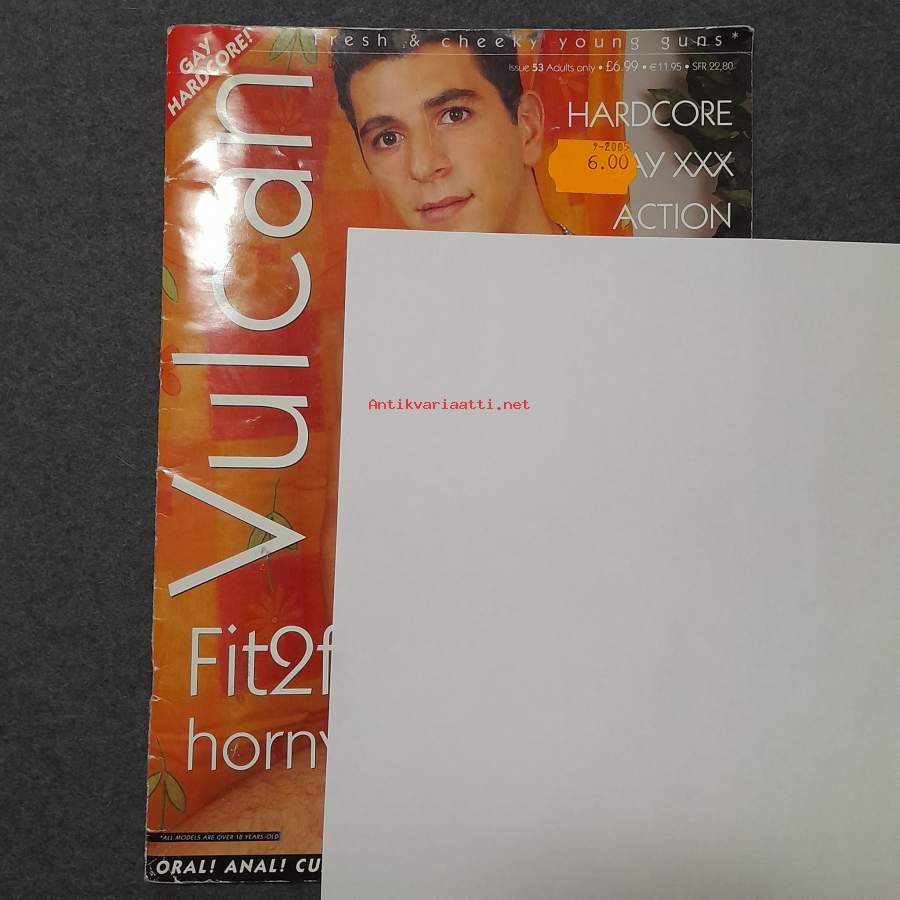 GAY
HARDCORE!
Fresh & cheeky young guns*
Issue 53 Adults only • £6.99 • €11.95 • SFR 22,80
HARDCORE
9-2005
6.00
AY XXX
ACTION
Vulcan
Antikvariaatti.net
Fit2f
horny
*ALL MODELS ARE OVER 18 YEARS-OLD
ORAL! ANAL! CU